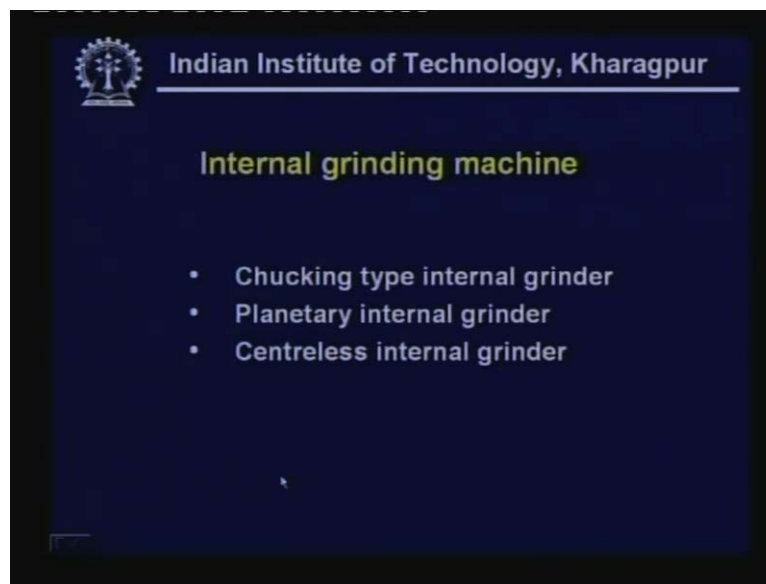 Indian Institute of Technology, Kharagpur
Internal grinding machine
• Chucking type internal grinder
• Planetary internal grinder
• Centreless internal grinder